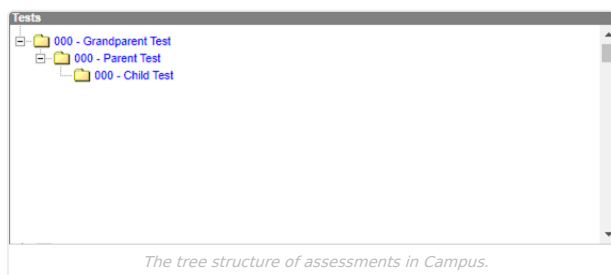 Tests
000 - Grandparent Test
000 - Parent Test
000 - Child Test
The tree structure of assessments in Campus.